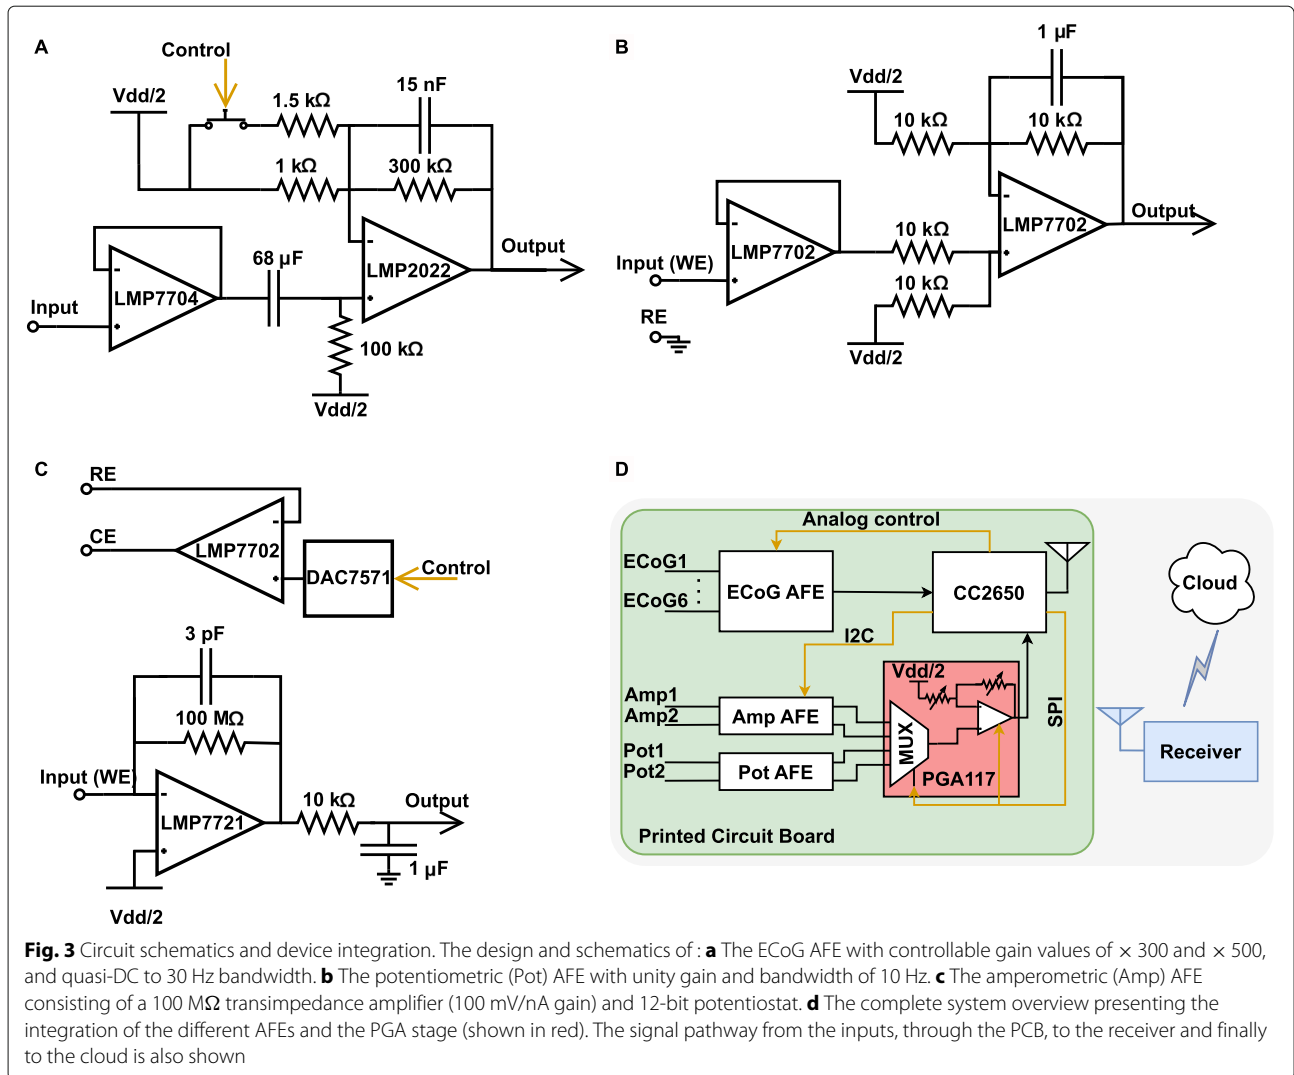 A
Control
Vdd/2
1.5 kΩ
15 nF
1 kΩ
300 kΩ
68 µF
LMP2022
Output
LMP7704
Input
100 kΩ
Vdd/2
B
1 µF
Vdd/2
10 kΩ
10 kΩ
LMP7702
Output
LMP7702
10 kΩ
Input (WE)
10 kΩ
RE
Vdd/2
C
RE
CE
LMP7702
DAC7571
Control
3 pF
100 MΩ
Input (WE)
LMP7721
10 kΩ
Output
1 µF
Vdd/2
D
Analog control
ECoG1
ECoG6
ECoG AFE
CC2650
I2C
Cloud
Vdd/2
Amp1
Amp2
Amp AFE
MUX
SPI
Pot1
Pot2
Pot AFE
PGA117
Receiver
Printed Circuit Board
Fig. 3 Circuit schematics and device integration. The design and schematics of : a The ECoG AFE with controllable gain values of × 300 and × 500,
and quasi-DC to 30 Hz bandwidth. b The potentiometric (Pot) AFE with unity gain and bandwidth of 10 Hz. c The amperometric (Amp) AFE
consisting of a 100 MΩ transimpedance amplifier (100 mV/nA gain) and 12-bit potentiostat. d The complete system overview presenting the
integration of the different AFEs and the PGA stage (shown in red). The signal pathway from the inputs, through the PCB, to the receiver and finally
to the cloud is also shown